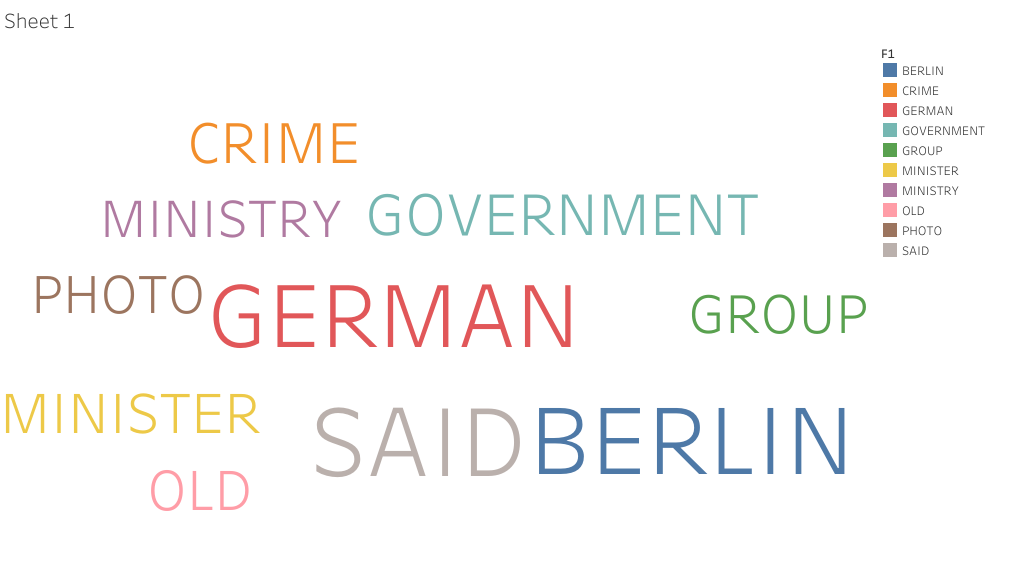 Sheet 1
CRIME
MINISTRY GOVERNMENT
PHOTO GERMAN GROUP
MINISTER
SAID BERLIN
OLD
F1
BERLIN
CRIME
GERMAN
GOVERNMENT
GROUP
MINISTER
MINISTRY
OLD
PHOTO
SAID